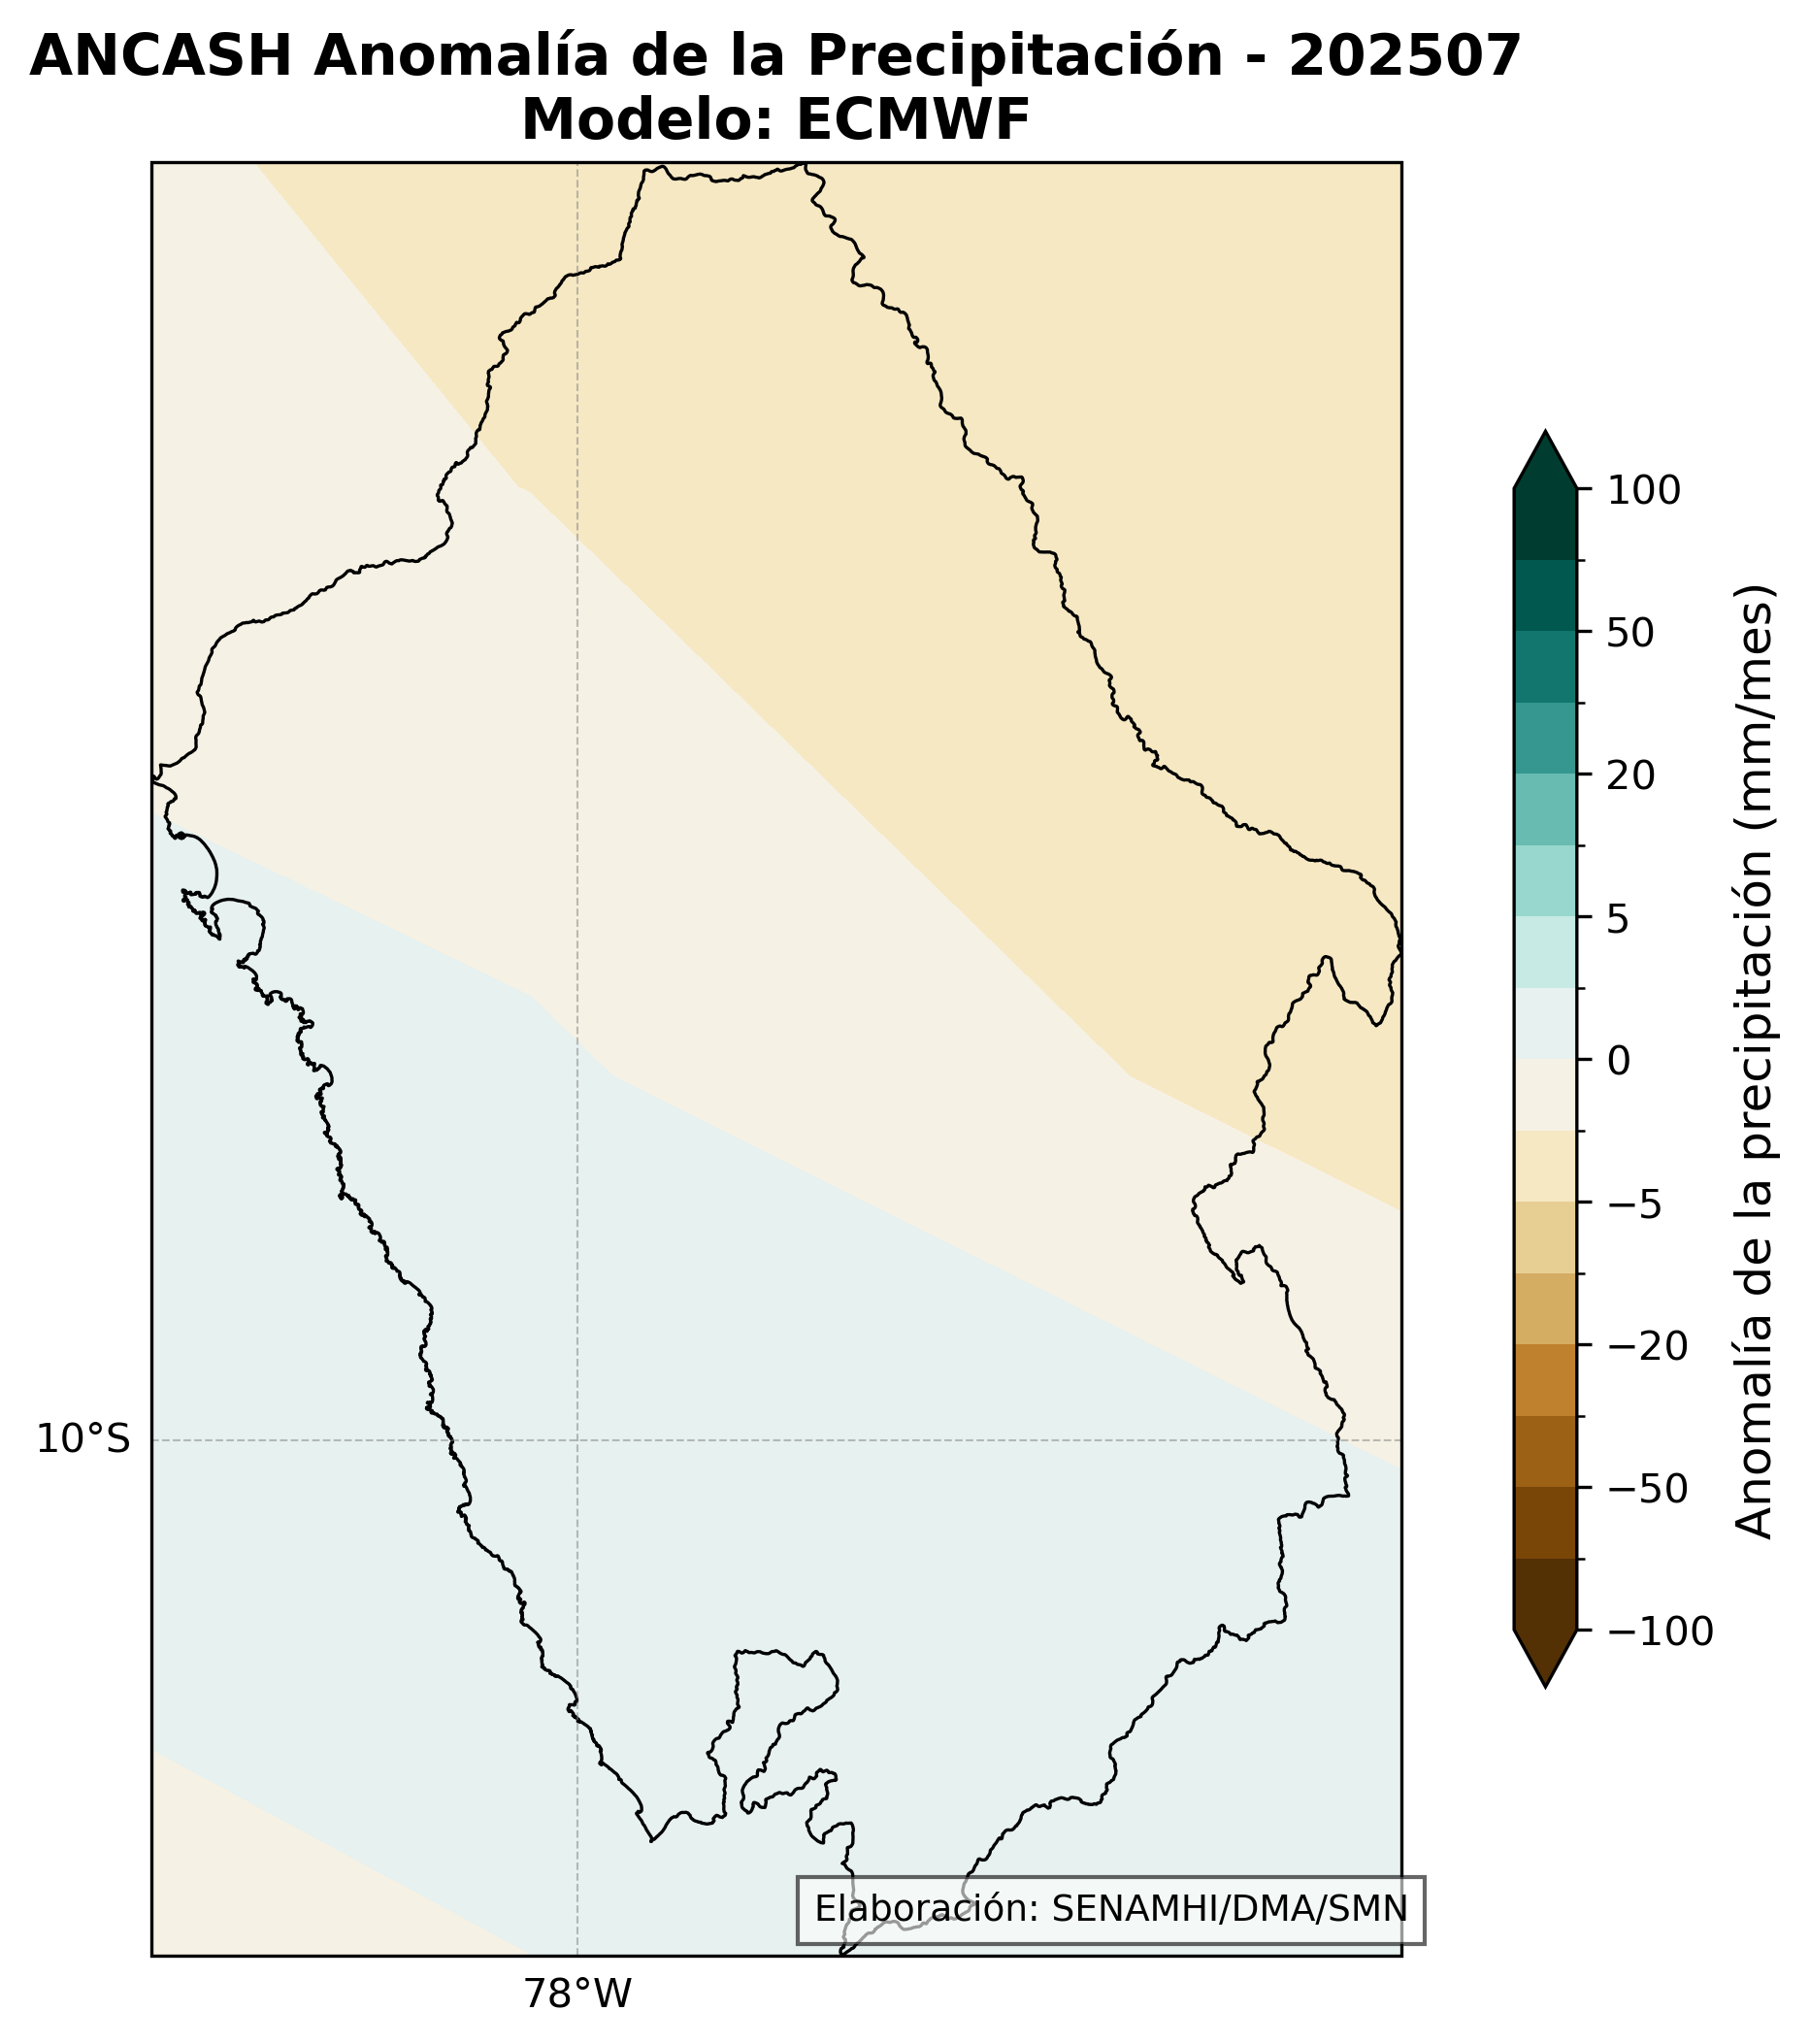 ANCASH Anomalía de la Precipitación - 202507
Modelo: ECMWF
100
50
20
5
0
−5
−20
−50
−100
Anomalía de la precipitación (mm/mes)
10°S
78°W
Elaboración: SENAMHI/DMA/SMN